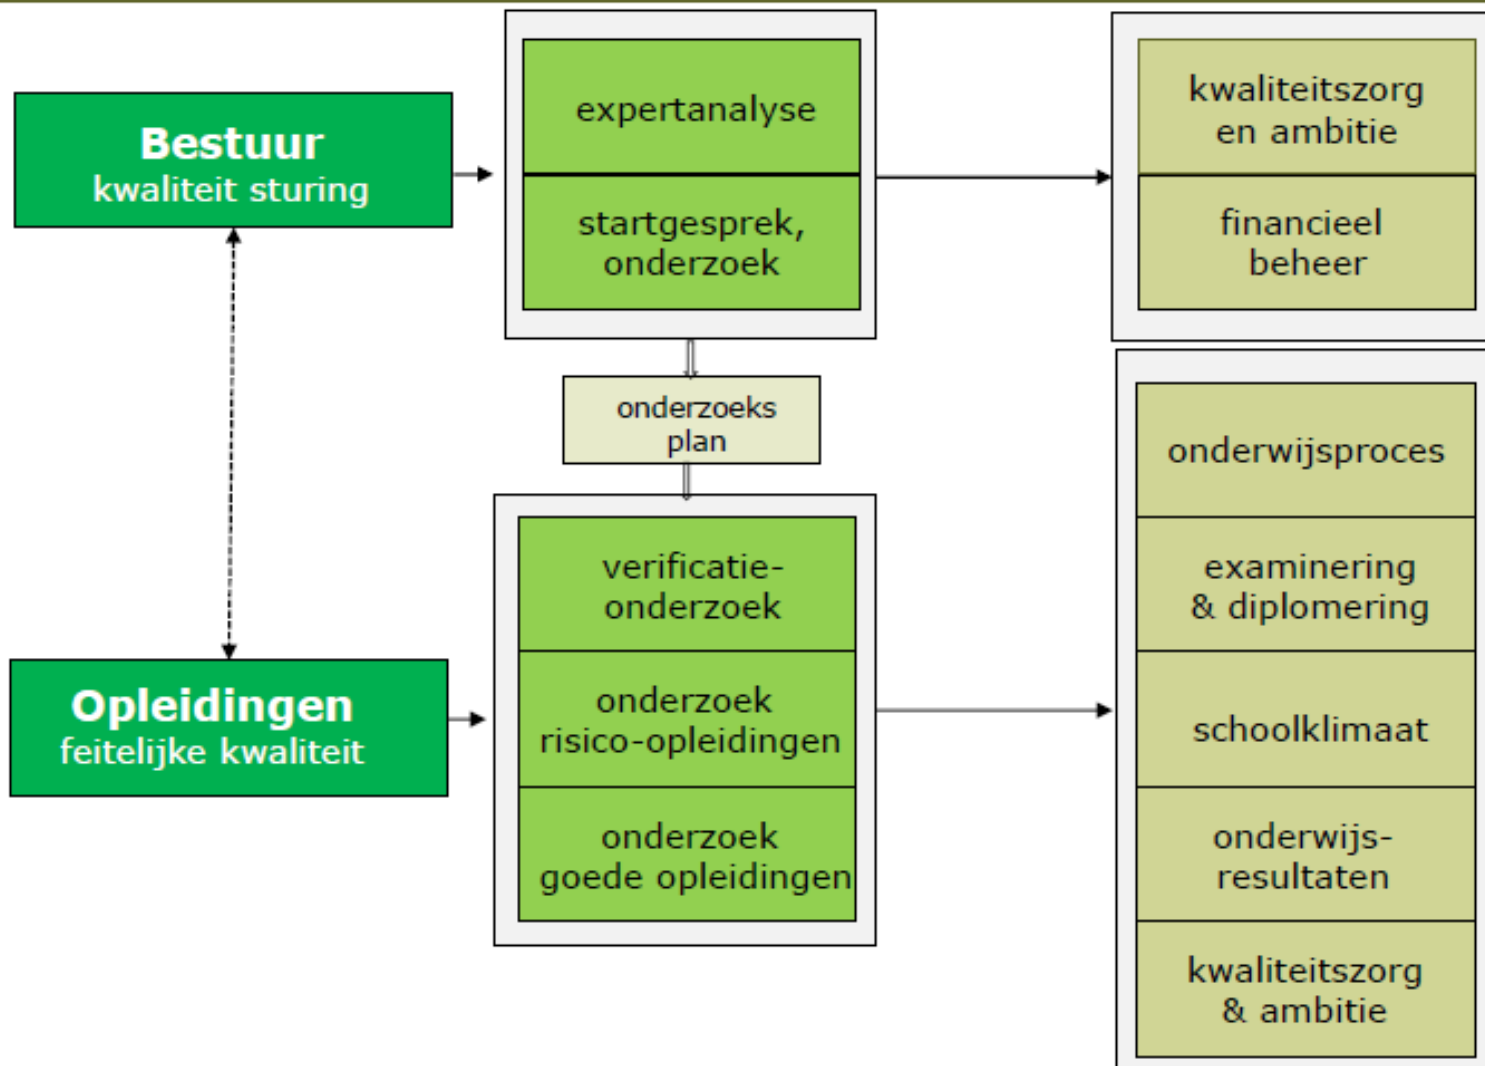 Bestuur
kwaliteit sturing
expertanalyse
startgesprek,
onderzoek
kwaliteitszorg
en ambitie
financieel
beheer
onderzoeks
plan
Opleidingen
feitelijke kwaliteit
verificatie-
onderzoek
onderzoek
risico-opleidingen
onderzoek
goede opleidingen
onderwijsproces
examinering
& diplomering
schoolklimaat
onderwijs-
resultaten
kwaliteitszorg
& ambitie